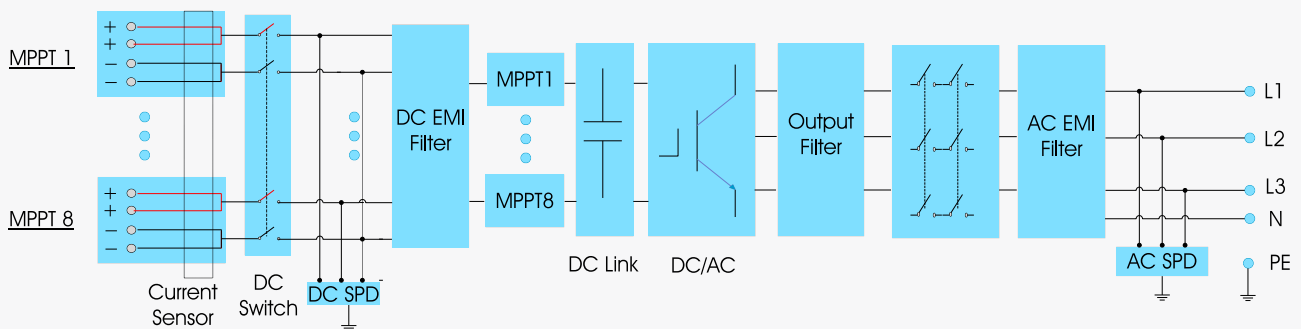 MPPT 1
+
+
−
−
MPPT 8
+
+
−
−
Current
Sensor
DC
Switch
DC SPD
DC EMI
Filter
MPPT1
MPPT8
DC Link
DC/AC
Output
Filter
AC EMI
Filter
L1
L2
L3
N
AC SPD
PE